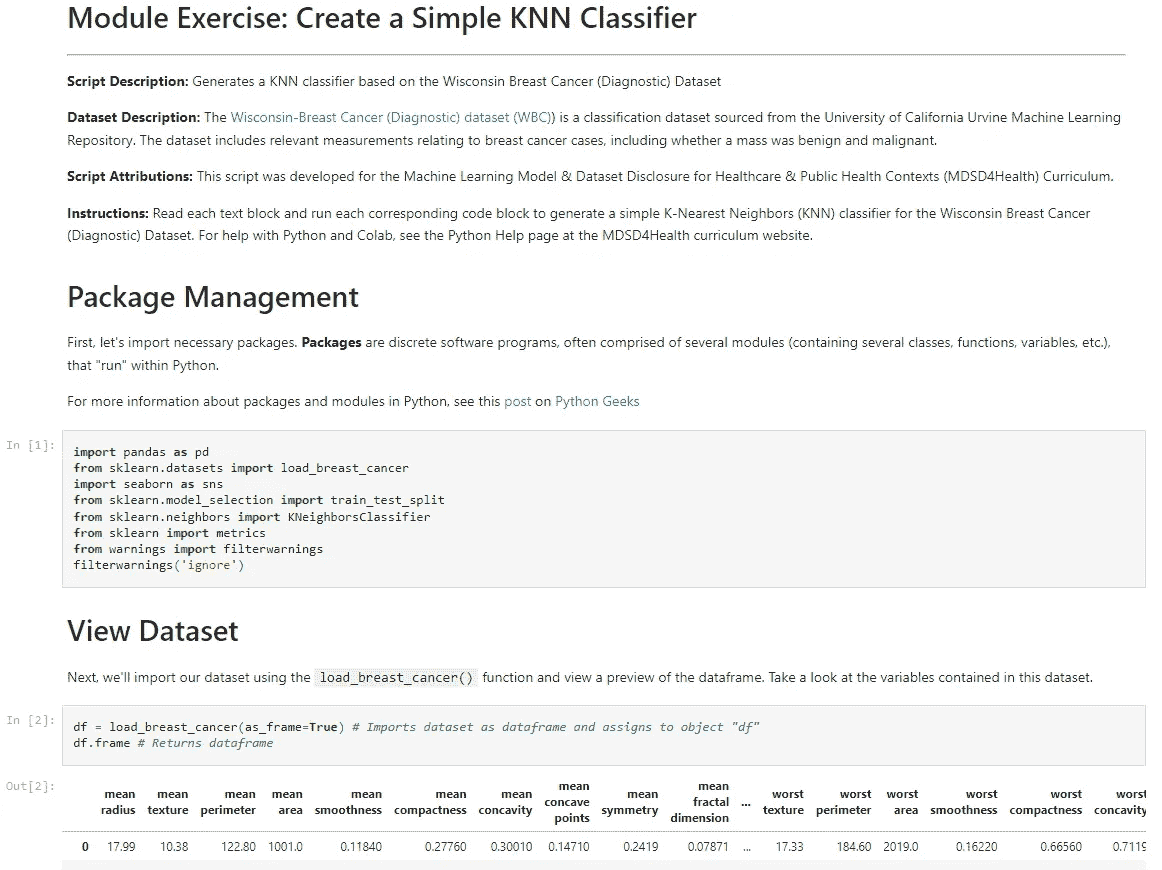 Module Exercise: Create a Simple KNN Classifier
Script Description: Generates a KNN classifier based on the Wisconsin Breast Cancer (Diagnostic) Dataset
Dataset Description: The Wisconsin-Breast Cancer (Diagnostic) dataset (WBC)) is a classification dataset sourced from the University of California Urvine Machine Learning
Repository. The dataset includes relevant measurements relating to breast cancer cases, including whether a mass was benign and malignant.
Script Attributions: This script was developed for the Machine Learning Model & Dataset Disclosure for Healthcare & Public Health Contexts (MDSD4Health) Curriculum.
Instructions: Read each text block and run each corresponding code block to generate a simple K-Nearest Neighbors (KNN) classifier for the Wisconsin Breast Cancer
(Diagnostic) Dataset. For help with Python and Colab, see the Python Help page at the MDSD4Health curriculum website.
Package Management
First, let's import necessary packages. Packages are discrete software programs, often comprised of several modules (containing several classes, functions, variables, etc.),
that "run" within Python.
For more information about packages and modules in Python, see this post on Python Geeks
In [1]:
import pandas as pd
from sklearn.datasets import load_breast_cancer
import seaborn as sns
from sklearn.model_selection import train_test_split
from sklearn.neighbors import KNeighborsClassifier
from sklearn import metrics
from warnings import filterwarnings
filterwarnings('ignore')
View Dataset
Next, we'll import our dataset using the load_breast_cancer() function and view a preview of the dataframe. Take a look at the variables contained in this dataset.
In [2]:
df = load_breast_cancer(as_frame=True) # Imports dataset as dataframe and assigns to object "df"
df.frame # Returns dataframe
Out[2]:
mean radius mean texture mean perimeter mean area mean smoothness mean compactness mean concavity mean concave points mean symmetry mean fractal dimension ... worst texture worst perimeter worst area worst smoothness worst compactness worst concavity
0 17.99 10.38 122.80 1001.0 0.11840 0.27760 0.30010 0.14710 0.2419 0.07871 ... 17.33 184.60 2019.0 0.16220 0.66560 0.7119